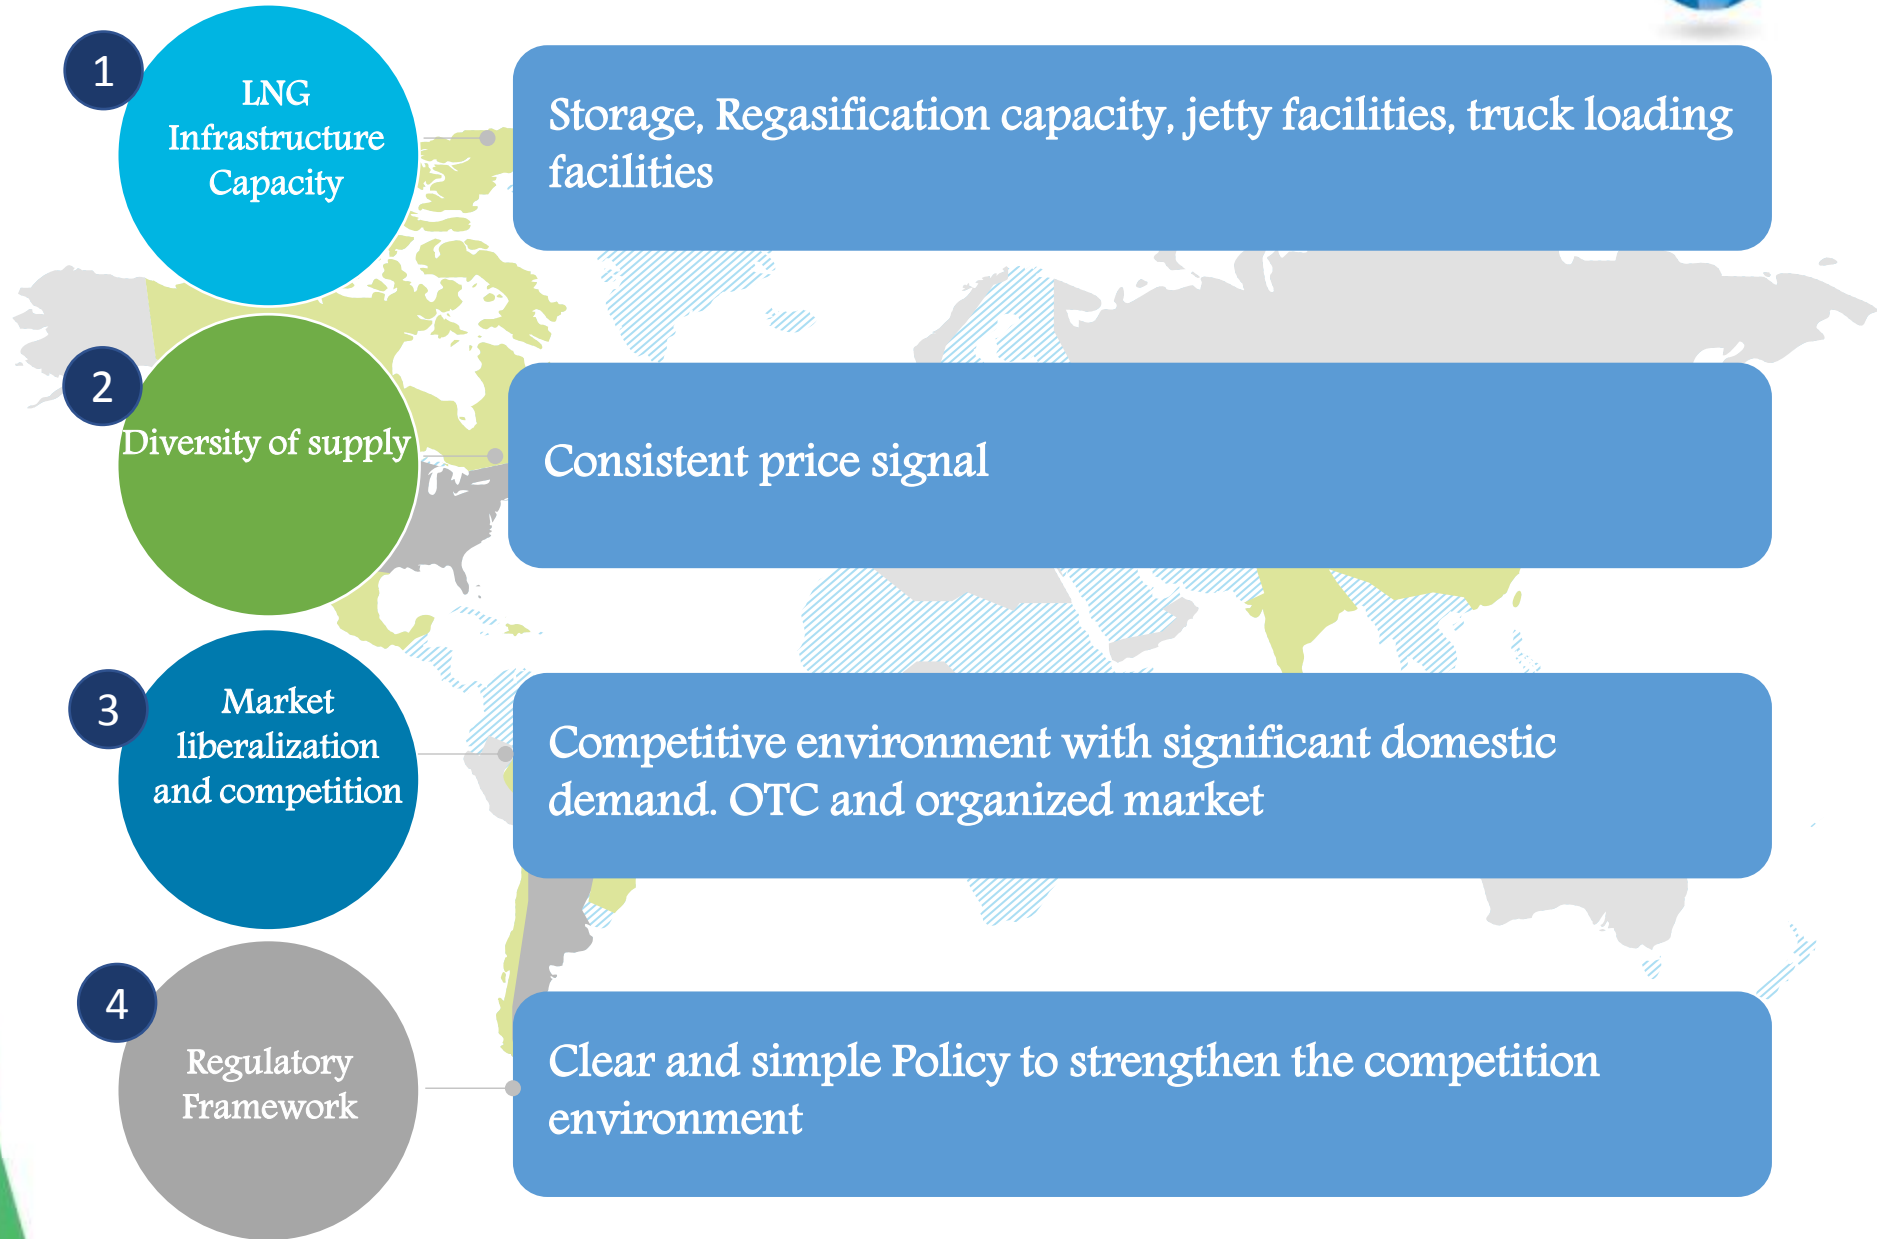 1
LNG
Infrastructure
Capacity
Storage, Regasification capacity, jetty facilities, truck loading
facilities
2
Diversity of supply
Consistent price signal
3
Market
liberalization
and competition
Competitive environment with significant domestic
demand. OTC and organized market
4
Regulatory
Framework
Clear and simple Policy to strengthen the competition
environment